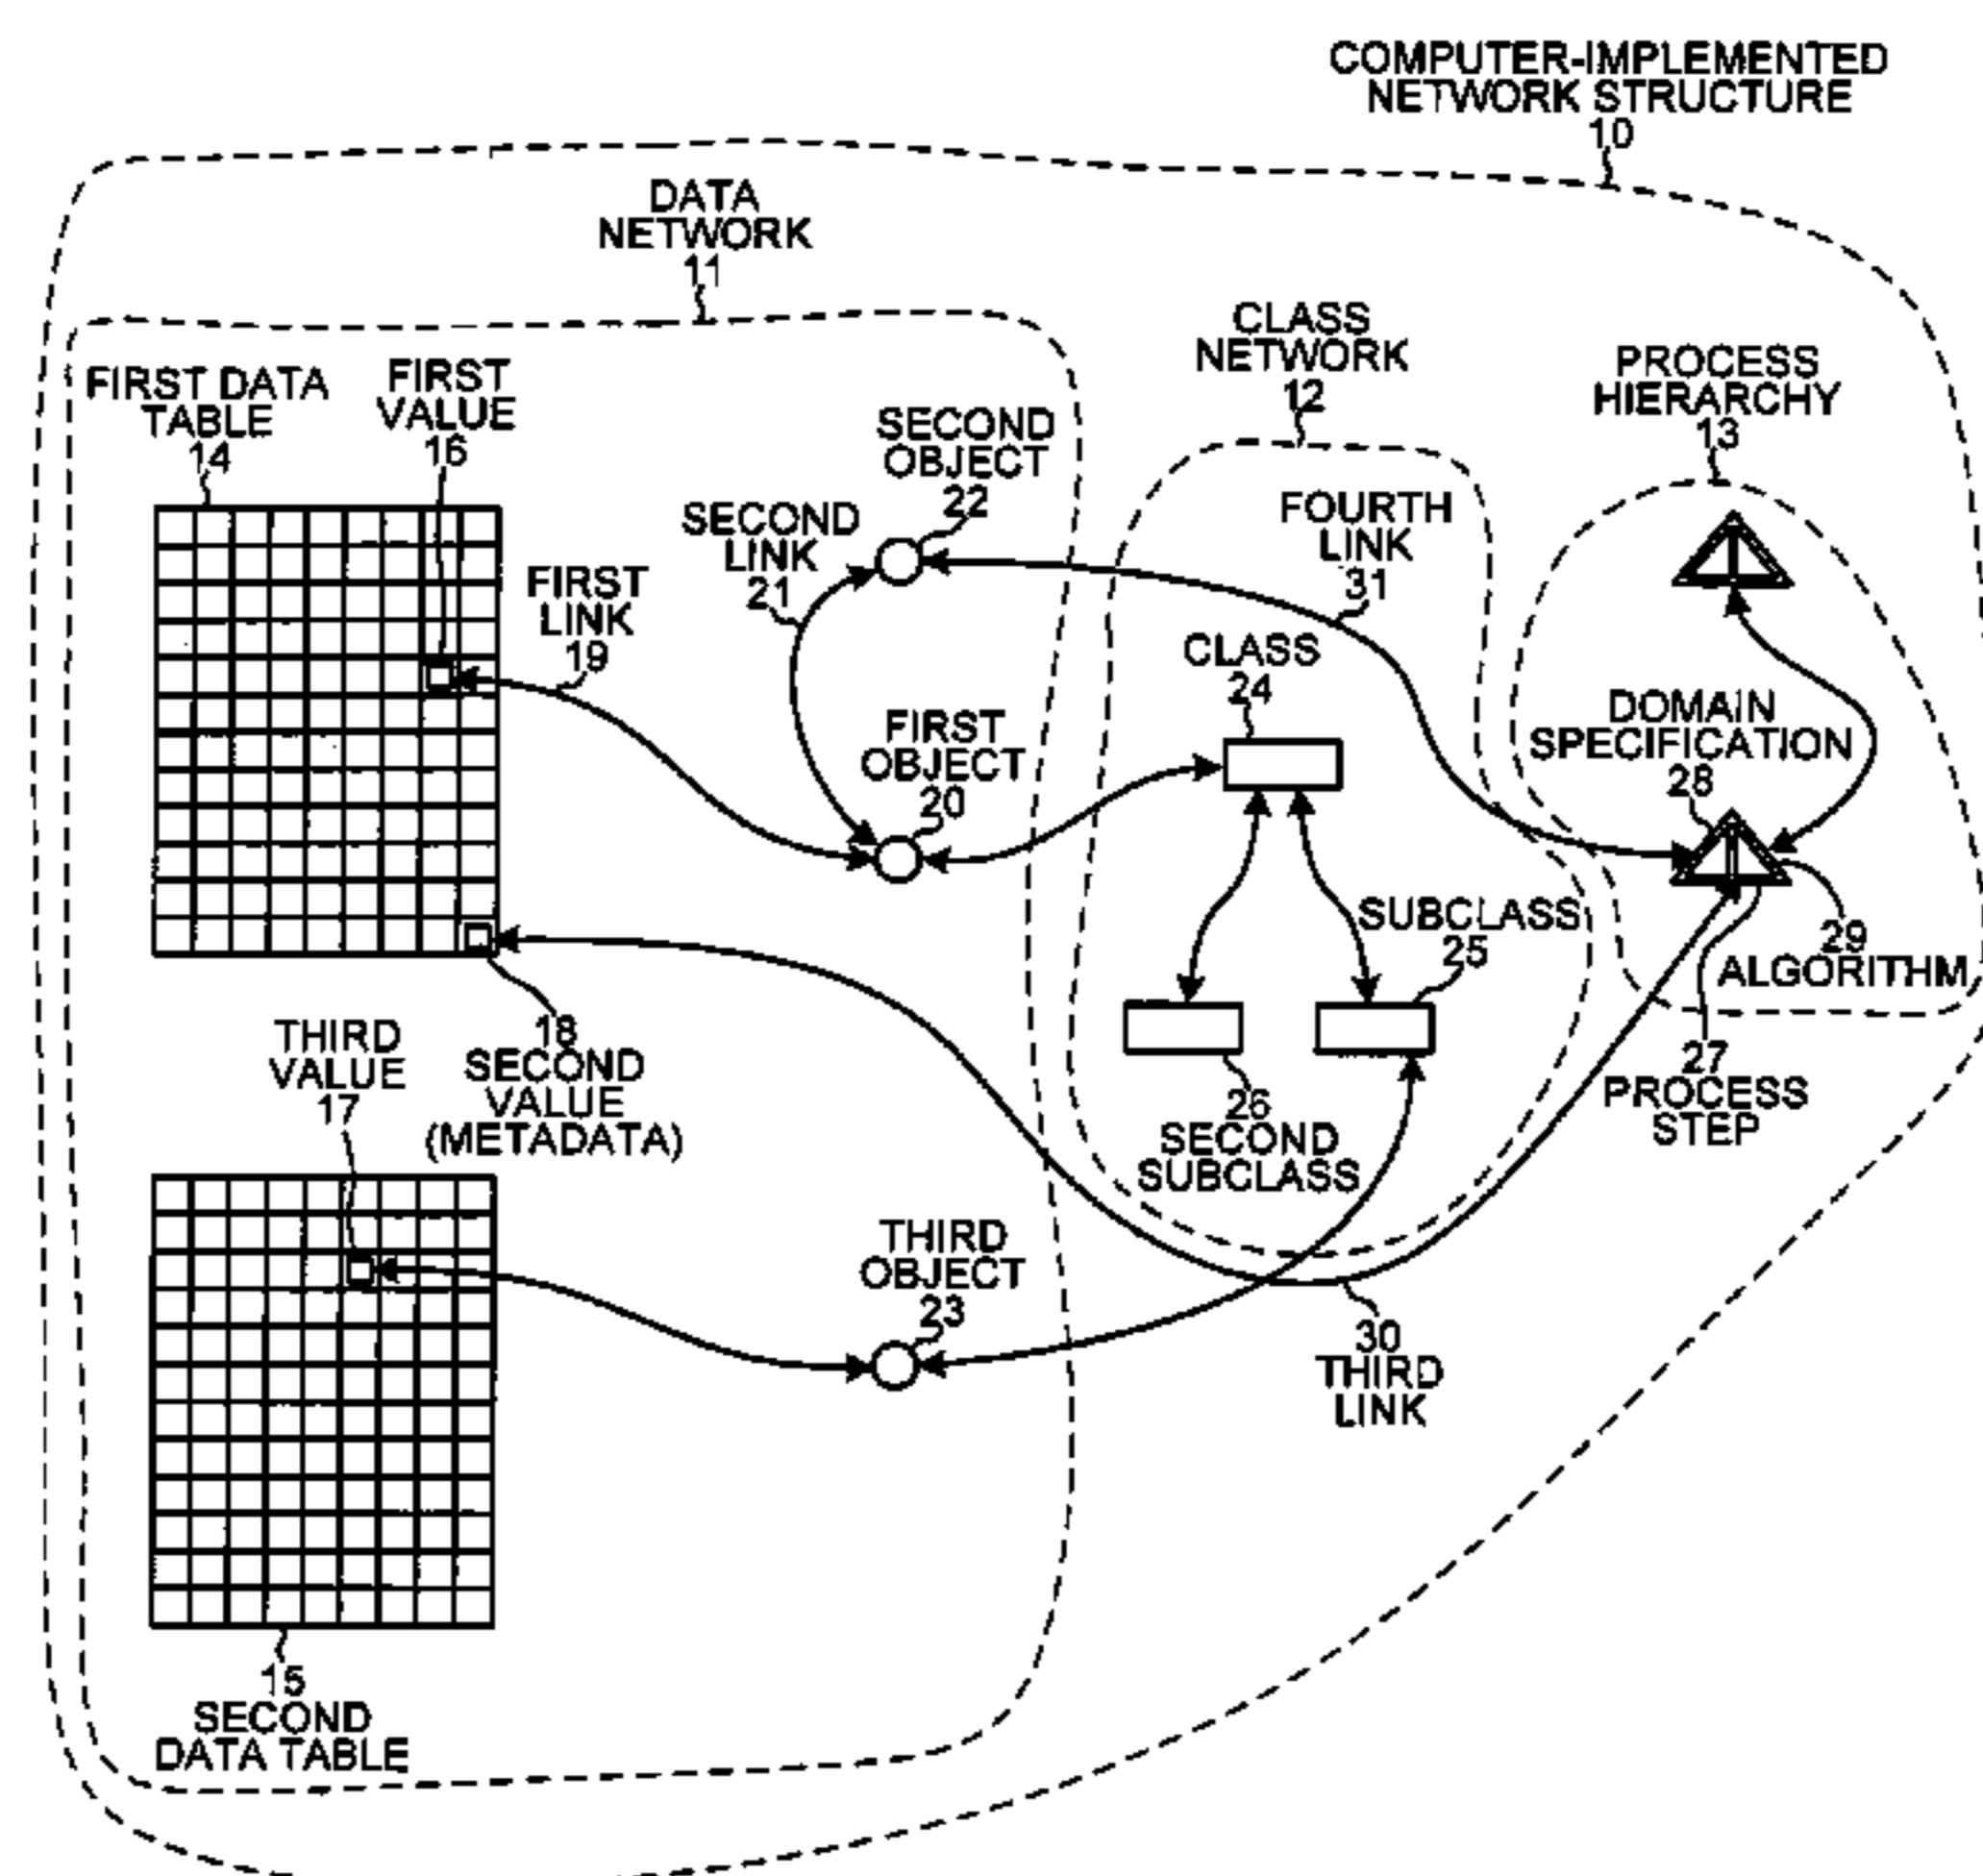 COMPUTER-IMPLEMENTED
NETWORK STRUCTURE
10
DATA
NETWORK
11
CLASS
NETWORK
12
PROCESS
HIERARCHY
13
FIRST DATA
TABLE
14
FIRST
VALUE
16
SECOND
OBJECT
22
SECOND
LINK
21
FOURTH
LINK
31
FIRST
LINK
19
CLASS
24
FIRST
OBJECT
20
DOMAIN
SPECIFICATION
28
SUBCLASS
25
29
ALGORITHM
18
SECOND
VALUE
(METADATA)
THIRD
VALUE
17
27
PROCESS
STEP
26
SECOND
SUBCLASS
THIRD
OBJECT
23
30
THIRD
LINK
15
SECOND
DATA TABLE